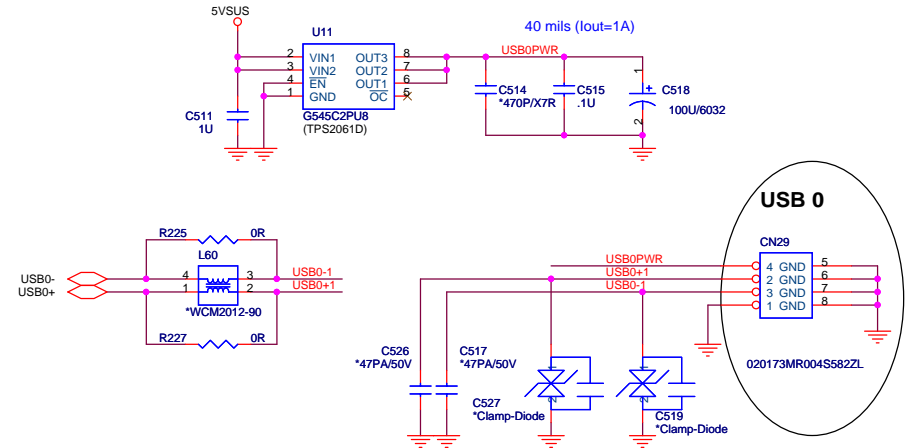 5VSUS
U11
40 mils (Iout=1A)
2 VIN1 OUT3 8
3 VIN2 OUT2 7
4 EN OUT1 6
1 GND OC 5
USB0PWR
C511
1U
G545C2PU8
(TPS2061D)
C514
*470P/X7R
C515
.1U
1
+
2
C518
100U/6032
USB 0
R225 0R
L60
USB0- 4 3 USB0-1
USB0+ 1 2 USB0+1
*WCM2012-90
R227 0R
CN29
USB0PWR 4 GND 5
USB0+1 2 GND 6
USB0-1 3 GND 7
1 GND 8
020173MR004S582ZL
C526
*47PA/50V
C517
*47PA/50V
1
2
C527
*Clamp-Diode
1
2
C519
*Clamp-Diode